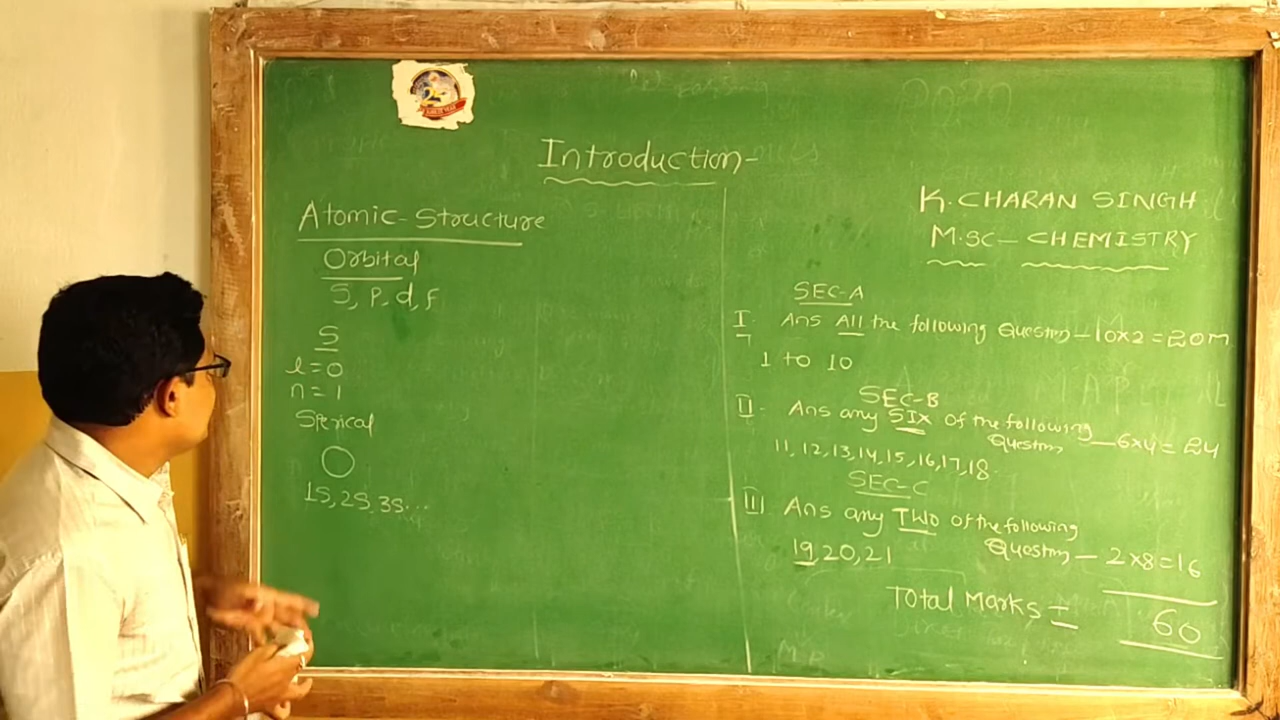 Introduction-
Atomic-Structure
Orbital
S, P, d, f
S
l=0
n=1
Sperical
1S, 2S, 3S...
K. CHARAN SINGH
M.SC- CHEMISTRY
SEC-A
I Ans All the following Question - 10x2=20m
1 to 10
SEC-B
II. Ans any SIX of the following
Question - 6x4=24
11, 12, 13, 14, 15, 16, 17, 18.
SEC-C
III Ans any TWO of the following
Question - 2x8=16
19, 20, 21
Total Marks =
60